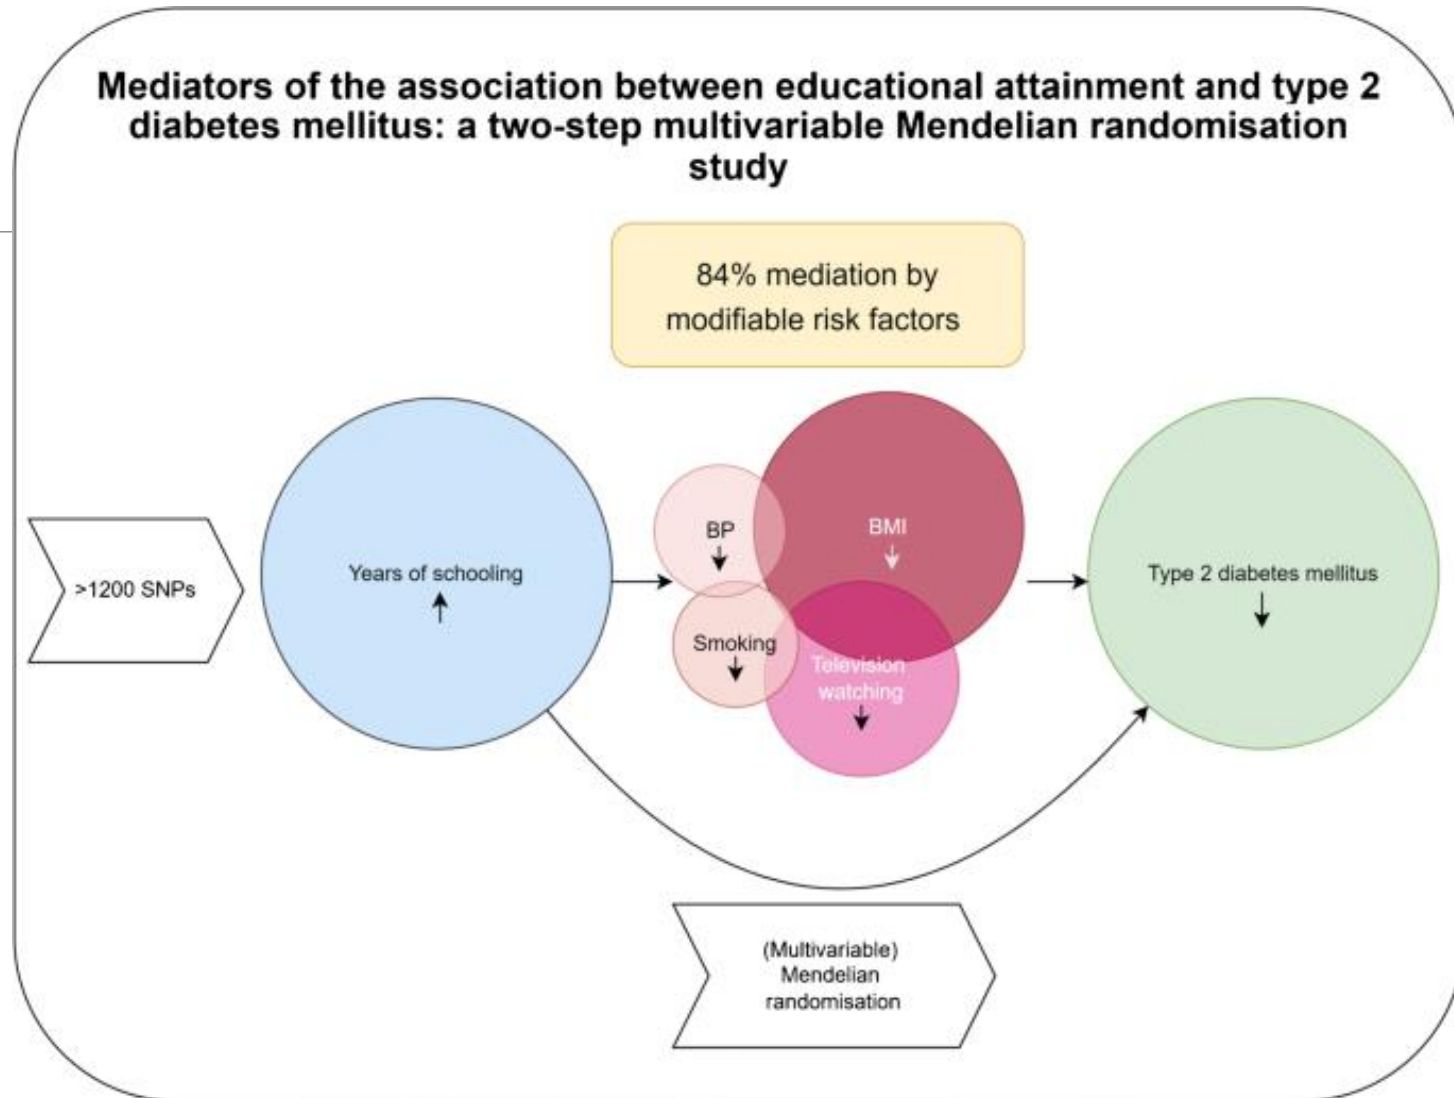 Mediators of the association between educational attainment and type 2
diabetes mellitus: a two-step multivariable Mendelian randomisation
study
84% mediation by
modifiable risk factors
>1200 SNPs
Years of schooling
BP
BMI
Smoking
Television
watching
Type 2 diabetes mellitus
(Multivariable)
Mendelian
randomisation